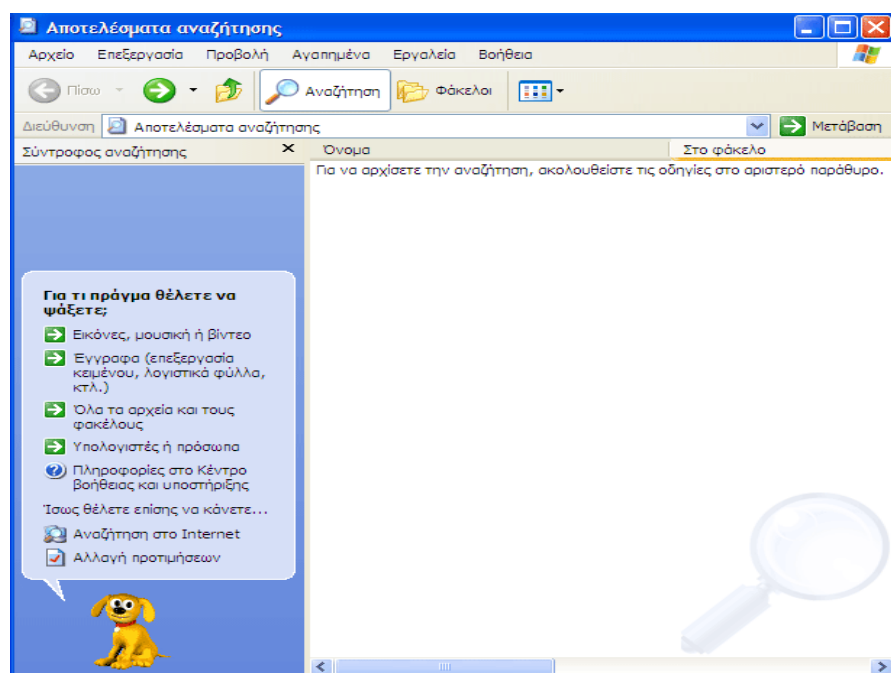 Αποτελέσματα αναζήτησης
Αρχείο Επεξεργασία Προβολή Αγαπημένα Εργαλεία Βοήθεια
Πίσω Αναζήτηση Φάκελοι
Διεύθυνση Αποτελέσματα αναζήτησης Μετάβαση
Σύντροφος αναζήτησης Όνομα Στο φάκελο
Για να αρχίσετε την αναζήτηση, ακολουθείστε τις οδηγίες στο αριστερό παράθυρο.
Για τι πράγμα θέλετε να
ψάξετε;
Εικόνες, μουσική ή βίντεο
Έγγραφα (επεξεργασία
κειμένου, λογιστικά φύλλα,
κτλ.)
Όλα τα αρχεία και τους
φακέλους
Υπολογιστές ή πρόσωπα
Πληροφορίες στο Κέντρο
βοήθειας και υποστήριξης
Ίσως θέλετε επίσης να κάνετε...
Αναζήτηση στο Internet
Αλλαγή προτιμήσεων